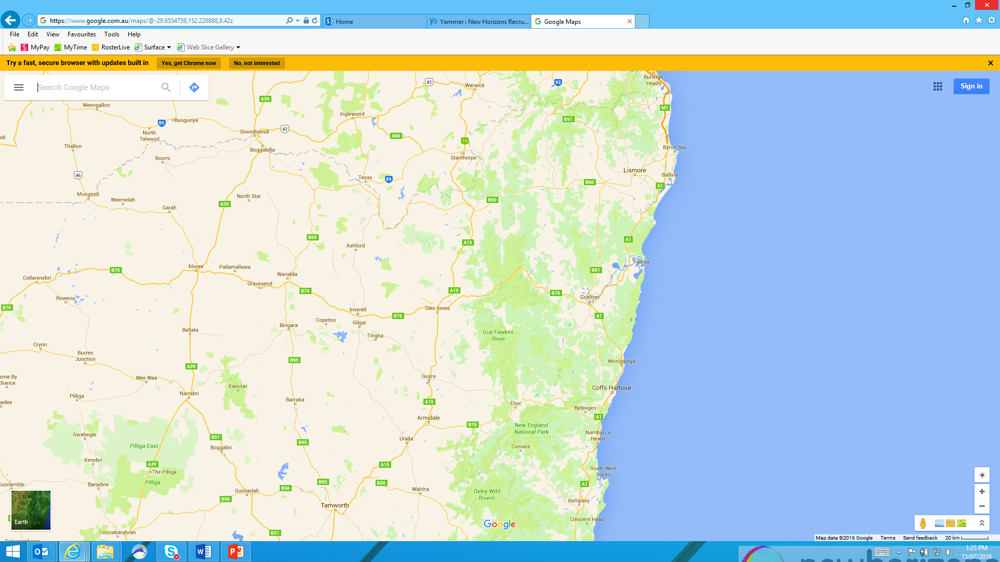 https://www.google.com.au/maps/@-29.6554759,152.226888,8.42z
Home
Yammer : New Horizons Recru...
Google Maps
File Edit View Favourites Tools Help
MyPay MyTime RosterLive Surface Web Slice Gallery
Try a fast, secure browser with updates built in Yes, get Chrome now No, not interested
Search Google Maps
Sign in
Burleigh
Heads
42
93
Warwick
A39
Weengallon
M1
Inglewood
B91
85
Bungunya
42
Goondiwindi
North
Talwood
A89
15
Thallon
Boggabilla
Byron Bay
Boomi
Stanthorpe
Lismore
46
Texas
89
Ballina
B60
A1
Mungindi
North Star
Weemelah
B60
A39
Garah
B95
A1
A15
Ashford
Yamba
Moree
Pallamallawa
B76
B91
Warialda
Collarenebri
Gravesend
B76
A15
B76
Rowena
Grafton
B76
Glen Innes
Inverell
B76
A1
Copeton
Gilgai
Bingara
Bellata
Guy Fawkes
River
Tingha
Cryon
Burren
Junction
B95
Woolgoolga
A39
ome By
Chance
Wee Waa
Guyra
Kaputar
Coffs Harbour
Narrabri
Pilliga
Barraba
A15
Ebor
Bellingen
Armidale
A1
B78
New England
National Park
Gwabegar
B51
Nambucca
Heads
Uralla
B95
Pilliga East
Boggabri
Comara
Kenebri
A39
A15
The Pilliga
South West
Rocks
Pilliga
B95
B56
A1
Baradine
Coonamble
B56
Gunnedah
Walcha
Oxley Wild
Rivers
B56
Kempsey
Tamworth
Crescent Head
Earth
Google
Coonabarabran
B51
Map data ©2016 Google Terms Send feedback 20 km
1:25 PM
15/07/2016